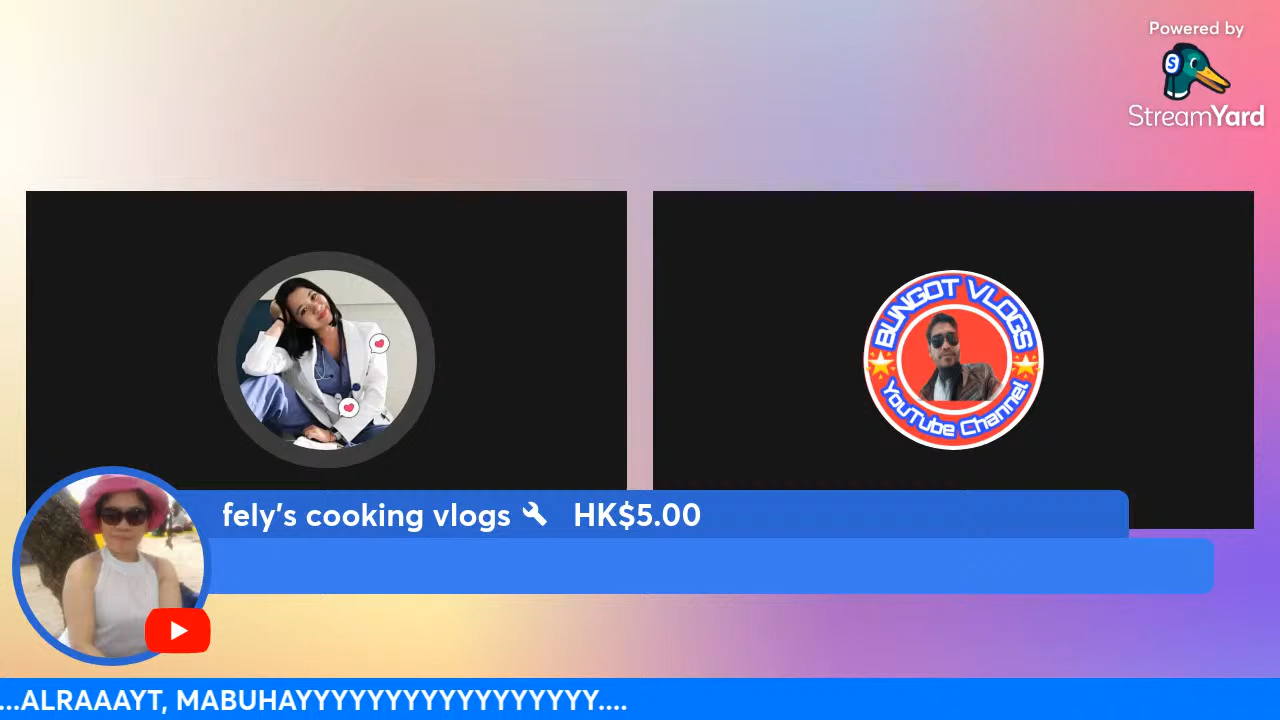 Powered by
S
StreamYard
BUNGOT VLOGS
YouTube Channel
fely's cooking vlogs HK$5.00
...ALRAAAYT, MABUHAYYYYYYYYYYYYYYYYY....